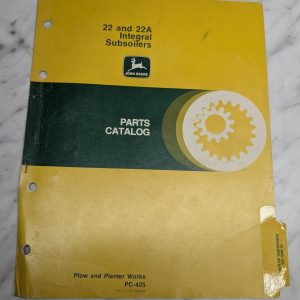 22 and 22A
Integral
Subsoilers
JOHN DEERE
PARTS
CATALOG
Plow and Planter Works
PC-425